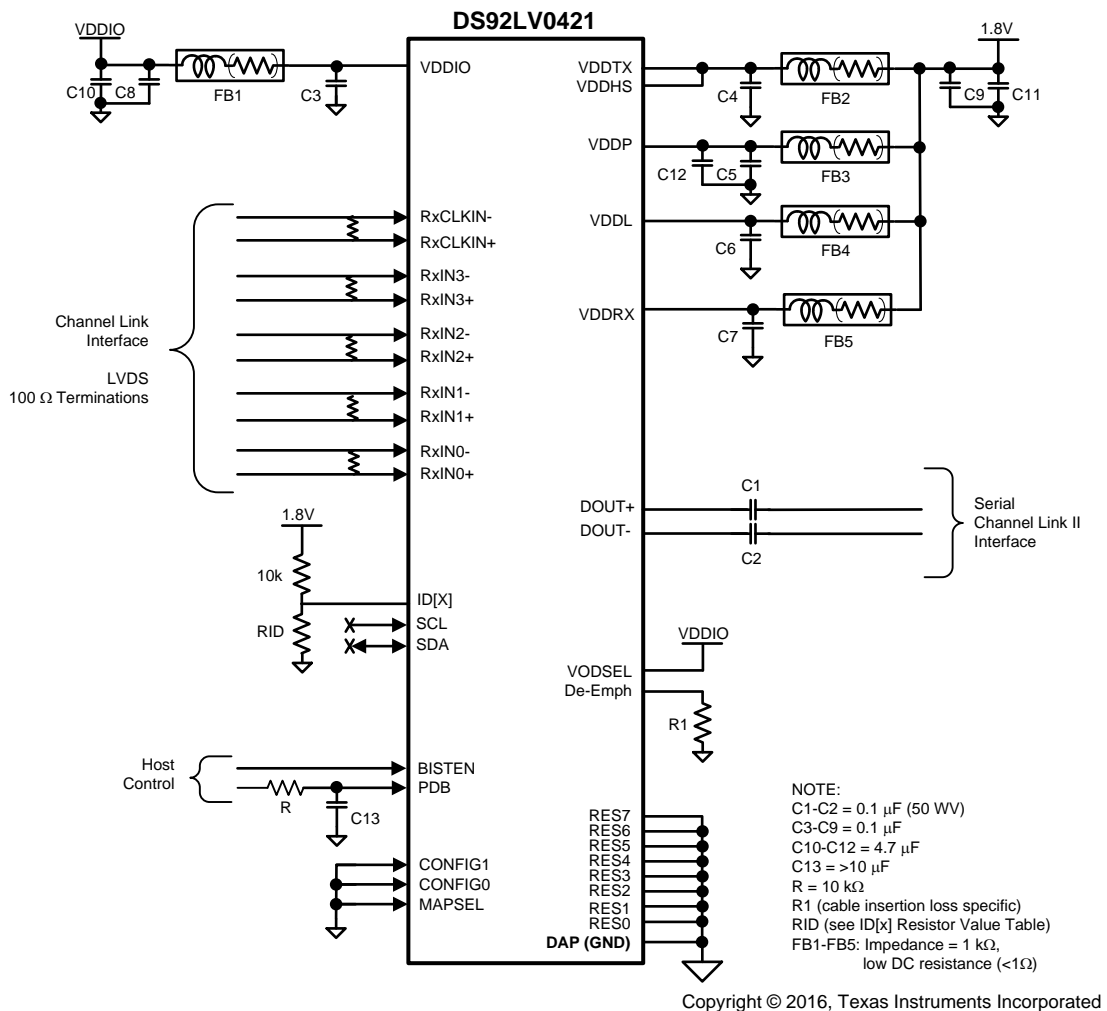 DS92LV0421
VDDIO
C10
C8
FB1
C3
VDDIO
VDDTX
VDDHS
C4
FB2
1.8V
C9
C11
VDDP
C12
C5
FB3
VDDL
C6
FB4
VDDRX
C7
FB5
Channel Link
Interface
LVDS
100 Ω Terminations
RxCLKIN-
RxCLKIN+
RxIN3-
RxIN3+
RxIN2-
RxIN2+
RxIN1-
RxIN1+
RxIN0-
RxIN0+
DOUT+
DOUT-
C1
C2
Serial
Channel Link II
Interface
1.8V
10k
RID
ID[X]
SCL
SDA
VDDIO
VODSEL
De-Emph
R1
Host
Control
R
C13
BISTEN
PDB
CONFIG1
CONFIG0
MAPSEL
RES7
RES6
RES5
RES4
RES3
RES2
RES1
RES0
DAP (GND)
NOTE:
C1-C2 = 0.1 μF (50 WV)
C3-C9 = 0.1 μF
C10-C12 = 4.7 μF
C13 = >10 μF
R = 10 kΩ
R1 (cable insertion loss specific)
RID (see ID[x] Resistor Value Table)
FB1-FB5: Impedance = 1 kΩ,
low DC resistance (<1Ω)
Copyright © 2016, Texas Instruments Incorporated